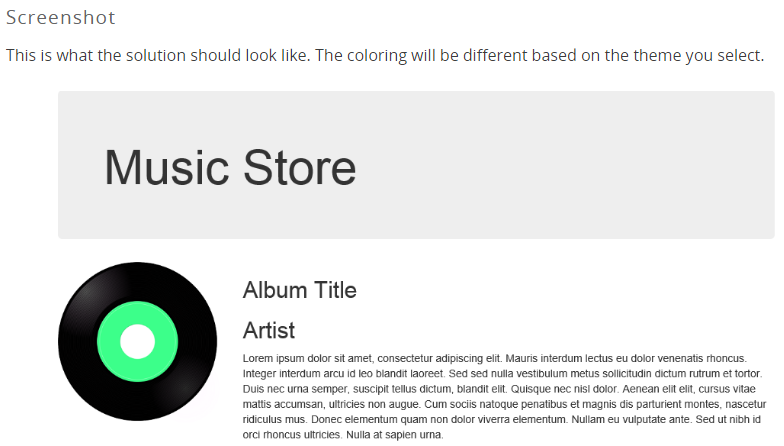 Screenshot
This is what the solution should look like. The coloring will be different based on the theme you select.
Music Store
Album Title
Artist
Lorem ipsum dolor sit amet, consectetur adipiscing elit. Mauris interdum lectus eu dolor venenatis rhoncus.
Integer interdum arcu id leo blandit laoreet. Sed sed nulla vestibulum metus sollicitudin dictum rutrum et tortor.
Duis nec urna semper, suscipit tellus dictum, blandit elit. Quisque nec nisl dolor. Aenean elit elit, cursus vitae
mattis accumsan, ultricies non augue. Cum sociis natoque penatibus et magnis dis parturient montes, nascetur
ridiculus mus. Donec elementum quam non dolor viverra elementum. Nullam eu vulputate ante. Sed ut nibh id
orci rhoncus ultricies. Nulla at sapien urna.